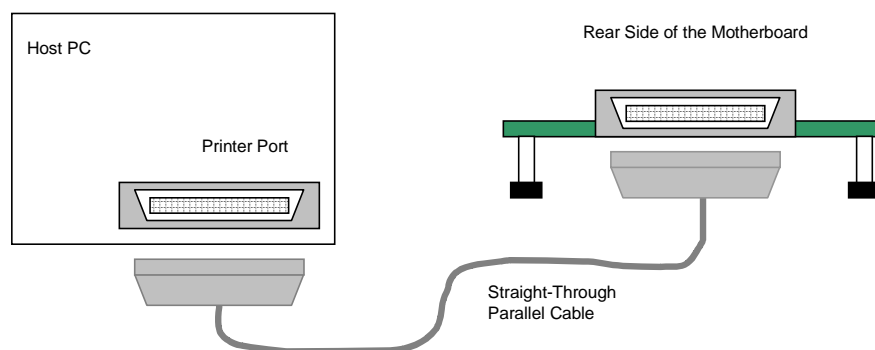 Rear Side of the Motherboard
Host PC
Printer Port
Straight-Through
Parallel Cable